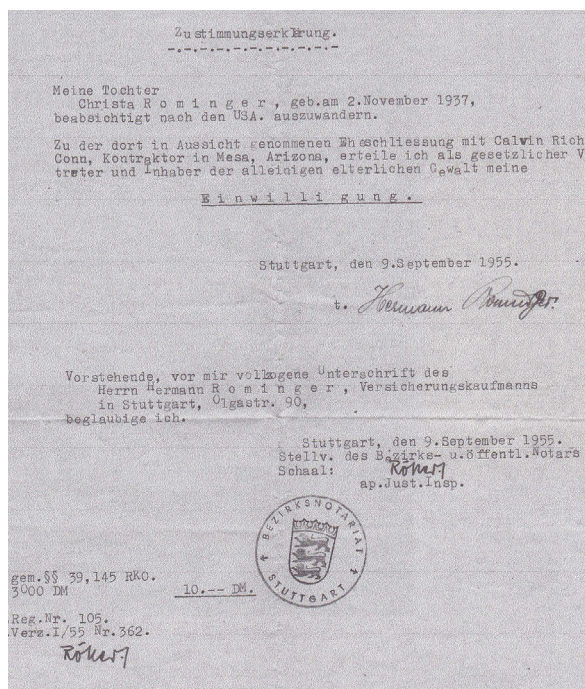 Zustimmungserklärung.
Meine Tochter
Christa R o m i n g e r , geb.am 2.November 1937,
beabsichtigt nach den USA. auszuwandern.
Zu der dort in Aussicht genommenen Eheschliessung mit Calvin Rich
Conn, Kontraktor in Mesa, Arizona, erteile ich als gesetzlicher V
treter und Inhaber der alleinigen elterlichen Gewalt meine
E i n w i l l i g u n g .
Stuttgart, den 9.September 1955.
t. Hermann Rominger.
Vorstehende, vor mir vollzogene Unterschrift des
Herrn Hermann R o m i n g e r , Versicherungskaufmanns
in Stuttgart, Olgastr. 90,
beglaubige ich.
Stuttgart, den 9.September 1955.
Stellv. des Bezirks- u.öffentl.Notars
Schaal:
ap.Just.Insp.
BEZIRKSNOTARIAT
STUTTGART
gem.§§ 39,145 RKO.
3000 DM 10.-- DM.
.Reg.Nr. 105.
.Verz.I/55 Nr.362.